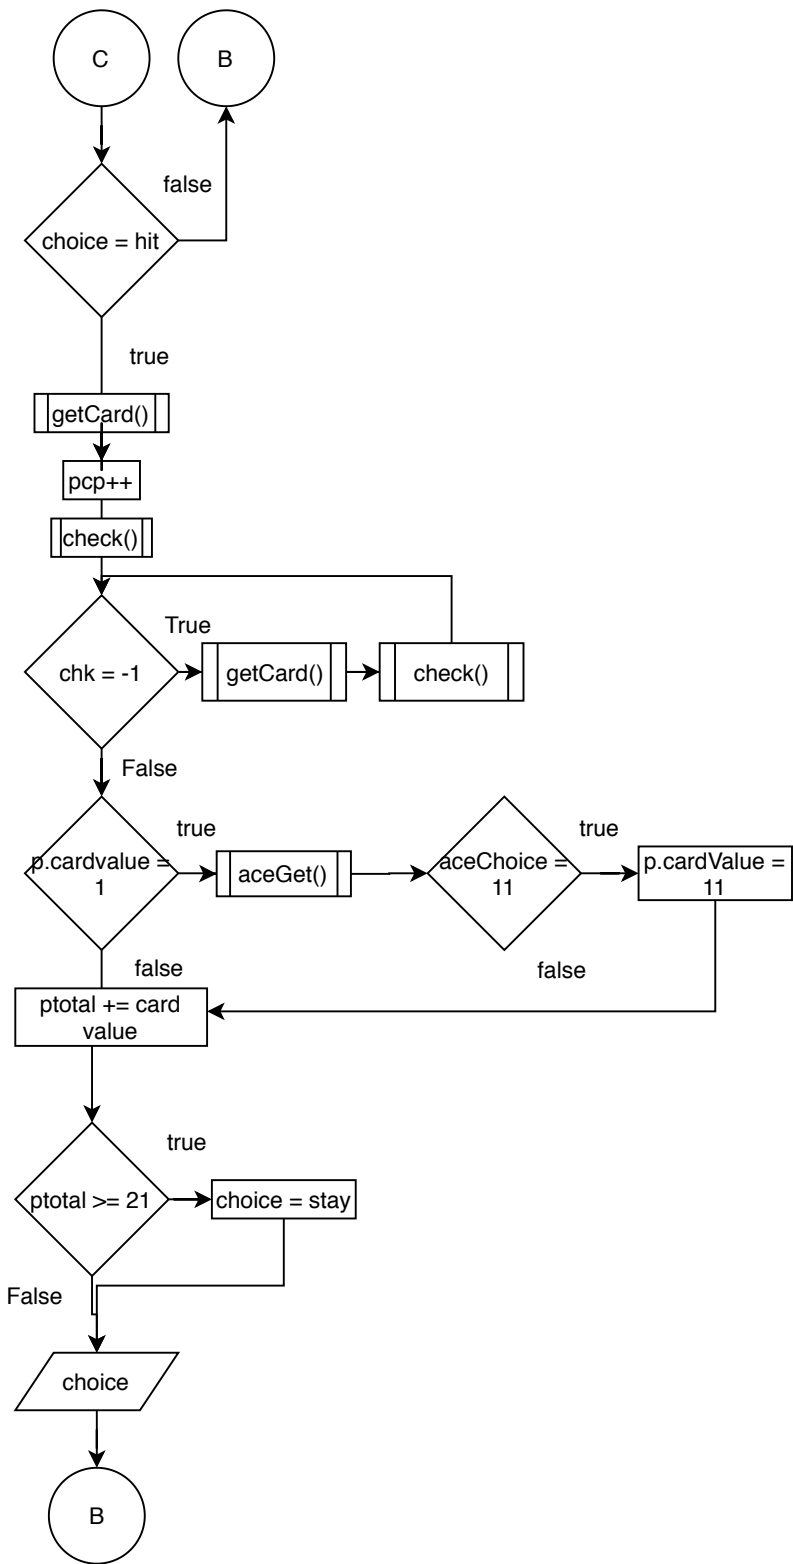 C
B
false
choice = hit
true
getCard()
pcp++
check()
True
chk = -1
getCard()
check()
False
true
true
p.cardvalue =
1
aceGet()
aceChoice =
11
p.cardValue =
11
false
false
ptotal += card
value
true
ptotal >= 21
choice = stay
False
choice
B